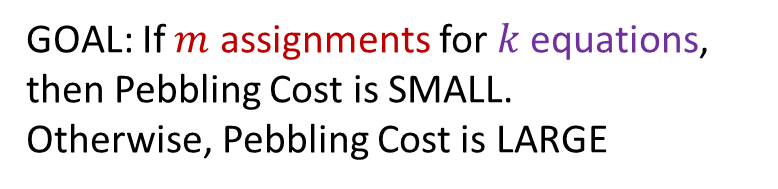 GOAL: If m assignments for k equations,
then Pebbling Cost is SMALL.
Otherwise, Pebbling Cost is LARGE